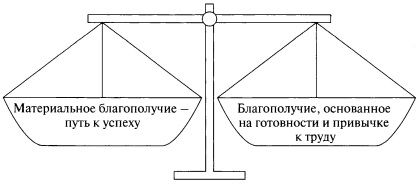 Материальное благополучие –
путь к успеху
Благополучие, основанное
на готовности и привычке
к труду